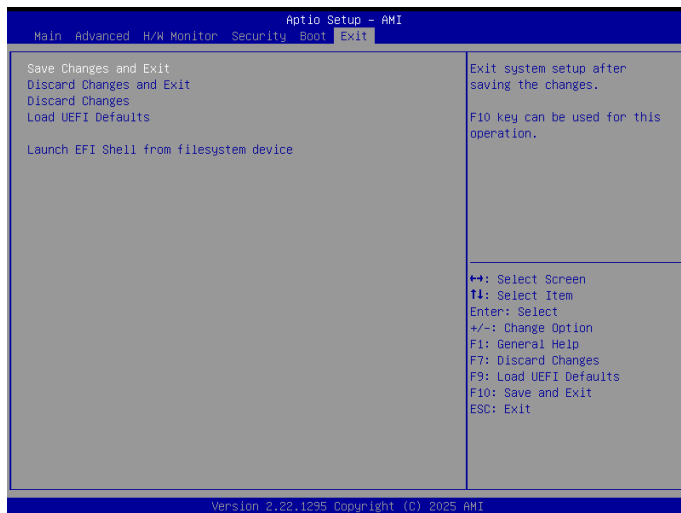 Aptio Setup – AMI
Main Advanced H/W Monitor Security Boot Exit
Save Changes and Exit
Discard Changes and Exit
Discard Changes
Load UEFI Defaults
Launch EFI Shell from filesystem device
Exit system setup after
saving the changes.
F10 key can be used for this
operation.
↔: Select Screen
↑↓: Select Item
Enter: Select
+/-: Change Option
F1: General Help
F7: Discard Changes
F9: Load UEFI Defaults
F10: Save and Exit
ESC: Exit
Version 2.22.1295 Copyright (C) 2025 AMI